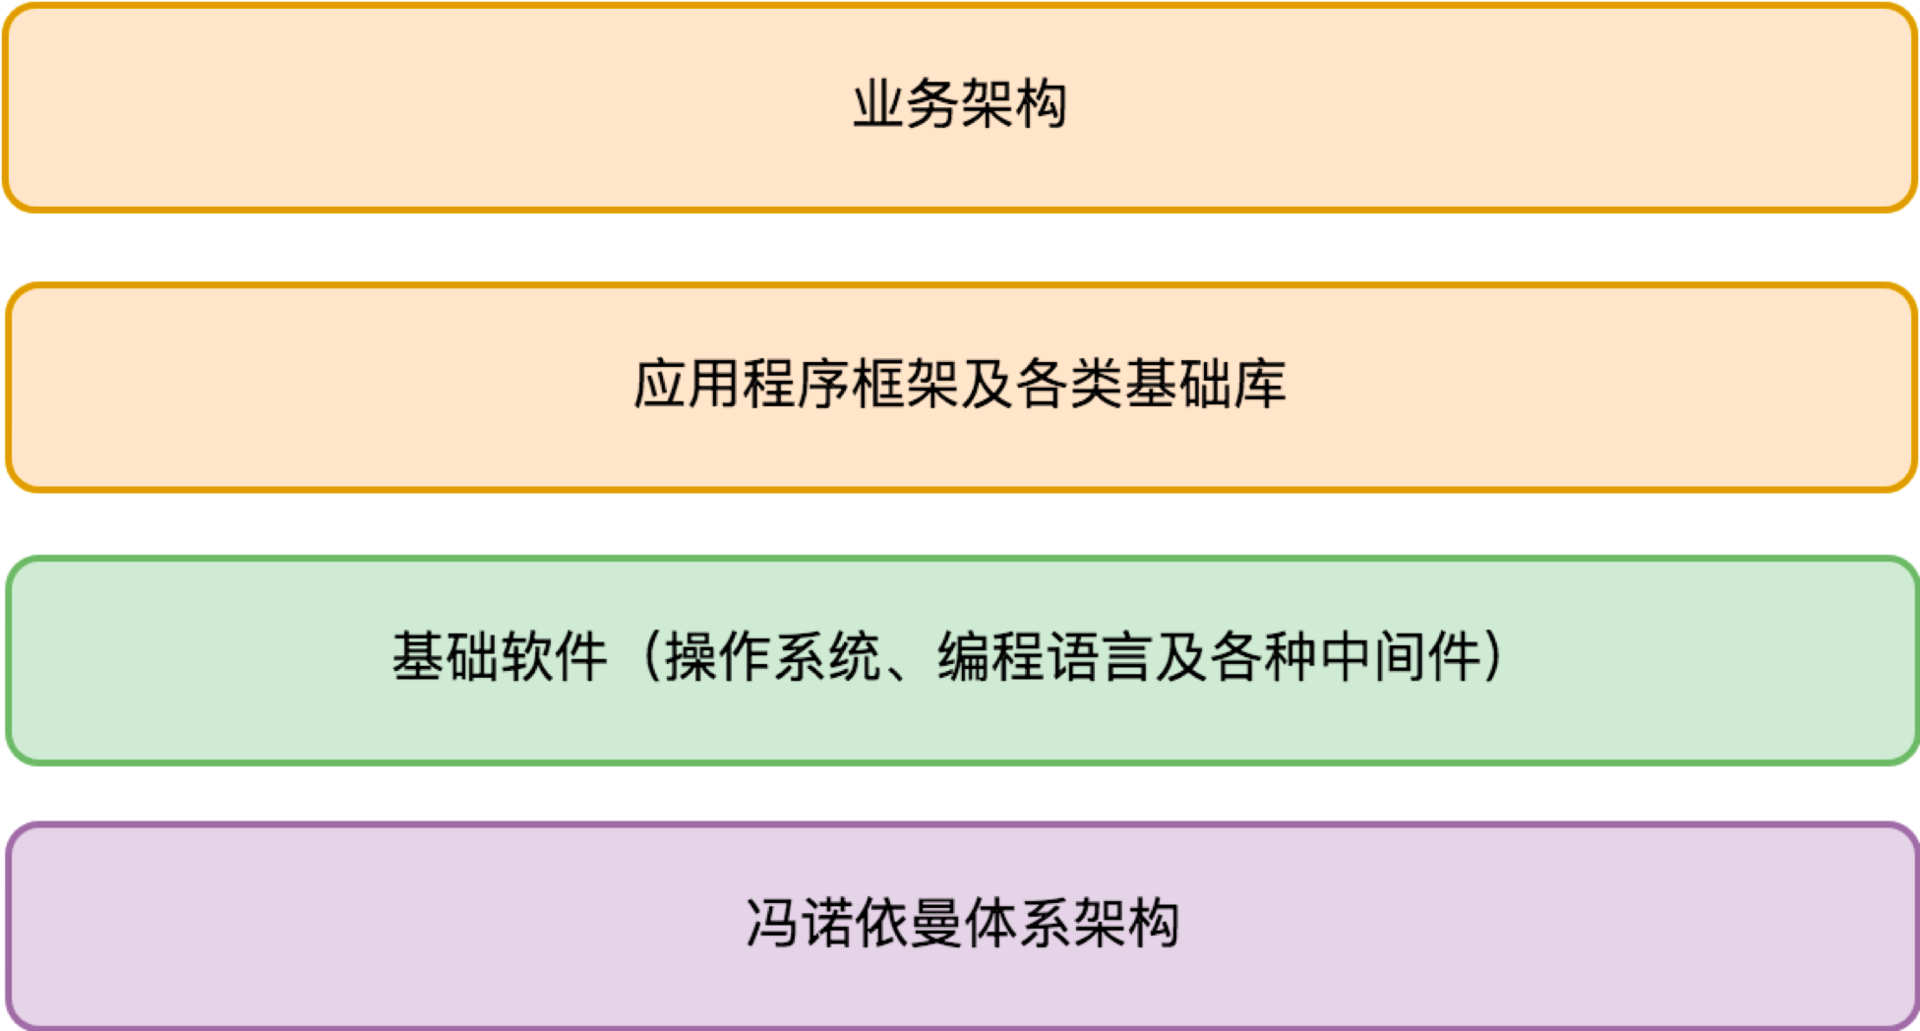 业务架构
应用程序框架及各类基础库
基础软件（操作系统、编程语言及各种中间件）
冯诺依曼体系架构